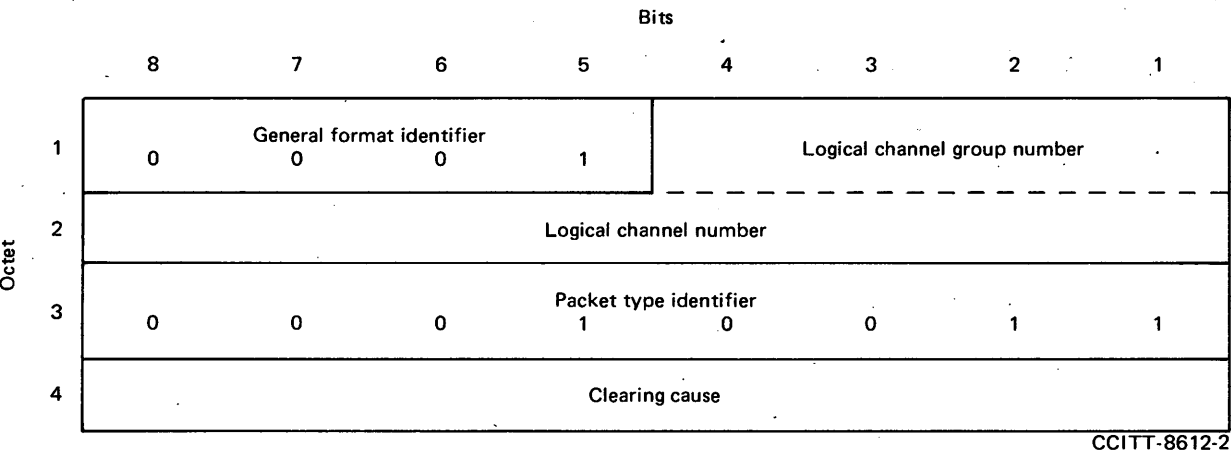 Bits
8 7 6 5 4 3 2 1
Octet
1 General format identifier Logical channel group number
0 0 0 1
2 Logical channel number
3 Packet type identifier
0 0 0 1 0 0 1 1
4 Clearing cause
CCITT-8612-2